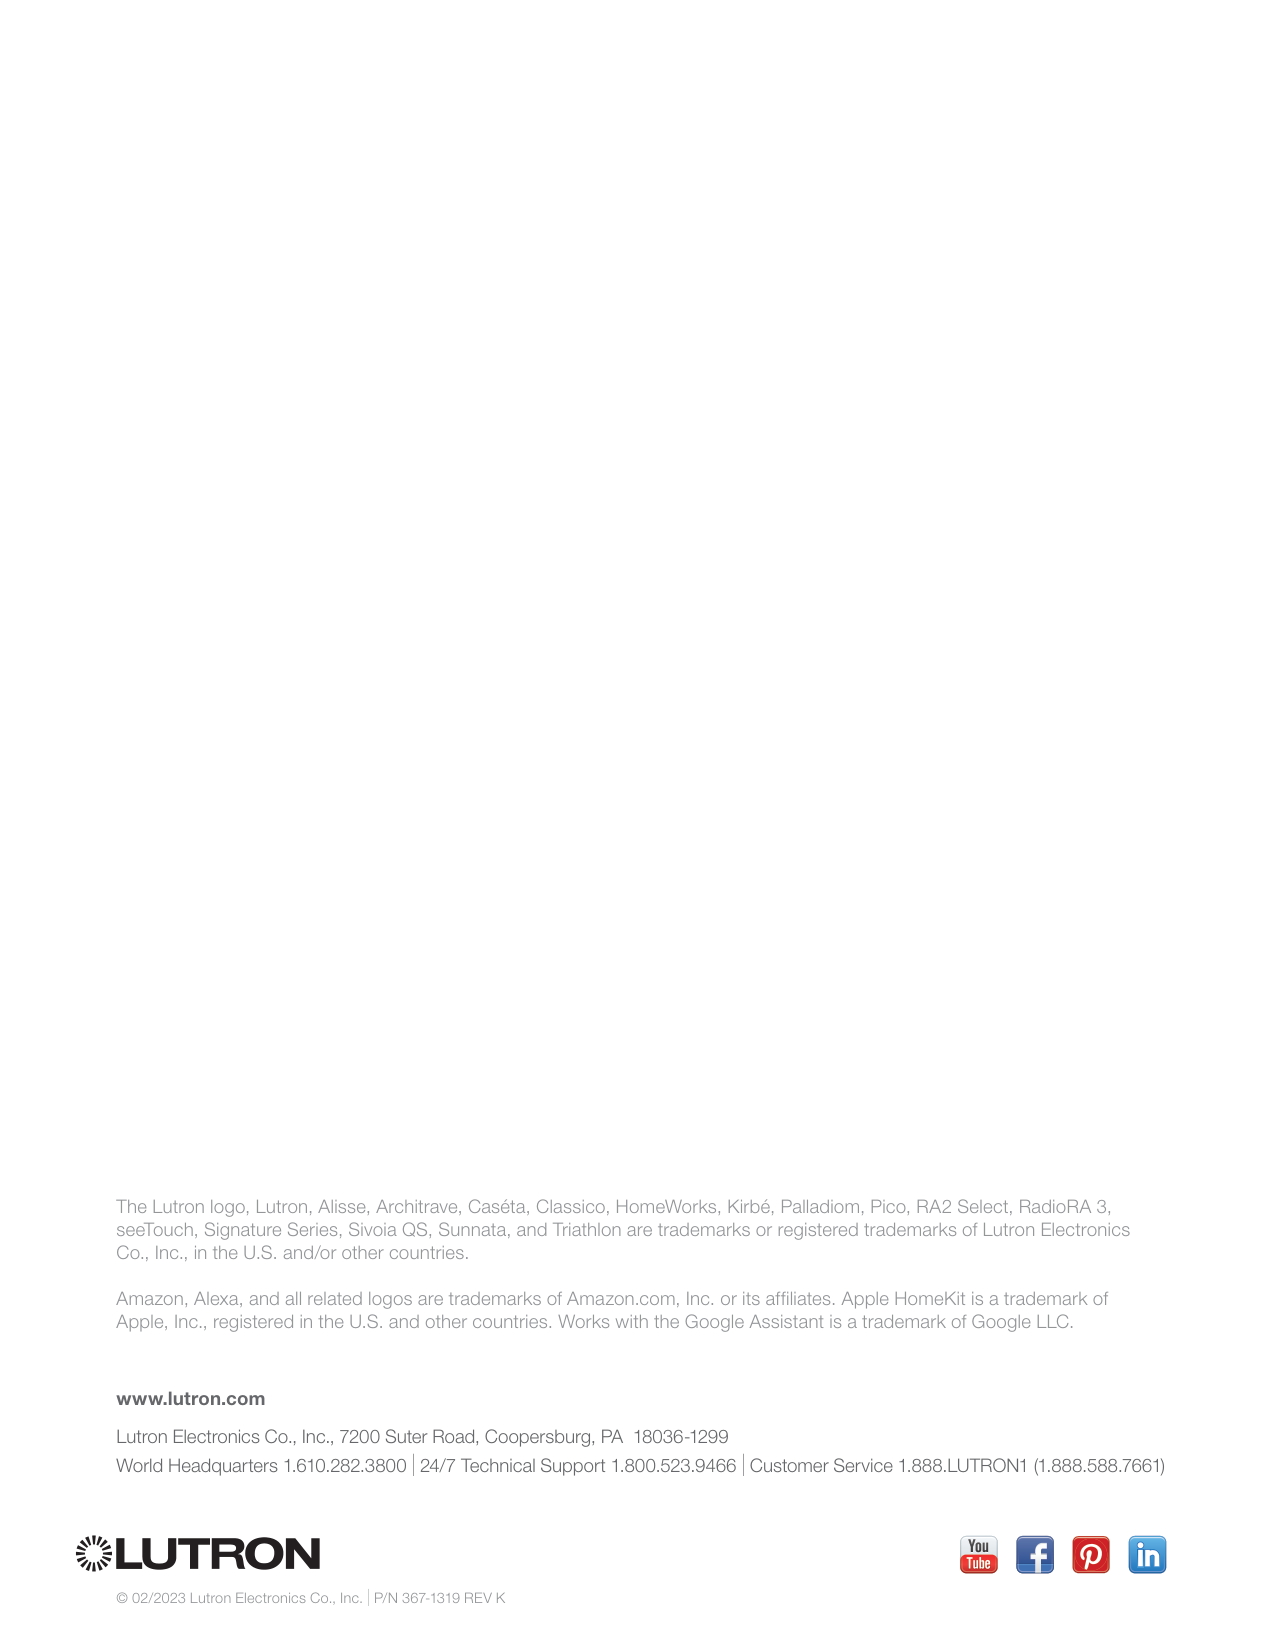 The Lutron logo, Lutron, Alisse, Architrave, Caséta, Classico, HomeWorks, Kirbé, Palladiom, Pico, RA2 Select, RadioRA 3,
seeTouch, Signature Series, Sivoia QS, Sunnata, and Triathlon are trademarks or registered trademarks of Lutron Electronics
Co., Inc., in the U.S. and/or other countries.
Amazon, Alexa, and all related logos are trademarks of Amazon.com, Inc. or its affiliates. Apple HomeKit is a trademark of
Apple, Inc., registered in the U.S. and other countries. Works with the Google Assistant is a trademark of Google LLC.
www.lutron.com
Lutron Electronics Co., Inc., 7200 Suter Road, Coopersburg, PA  18036-1299
World Headquarters 1.610.282.3800 | 24/7 Technical Support 1.800.523.9466 | Customer Service 1.888.LUTRON1 (1.888.588.7661)
LUTRON
You
Tube
f
in
© 02/2023 Lutron Electronics Co., Inc. | P/N 367-1319 REV K